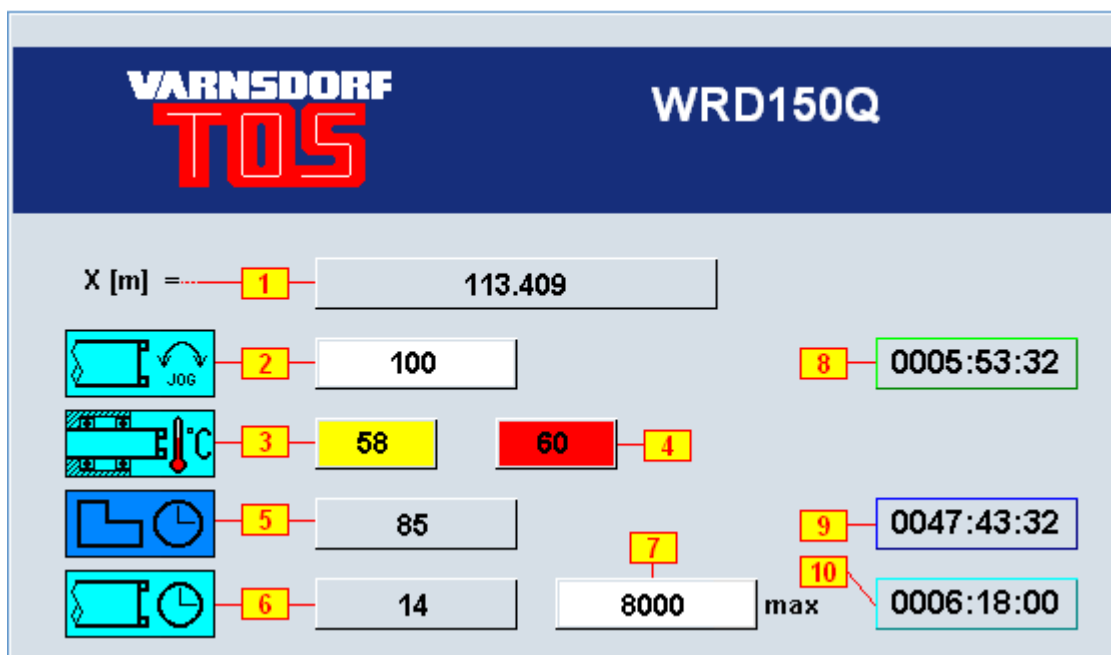 VARNSDORF
TOS
WRD150Q
X [m] = 1 113.409
JOG 2 100 8 0005:53:32
°C 3 58 60 4
5 85 7 9 0047:43:32
6 14 8000 max 10 0006:18:00